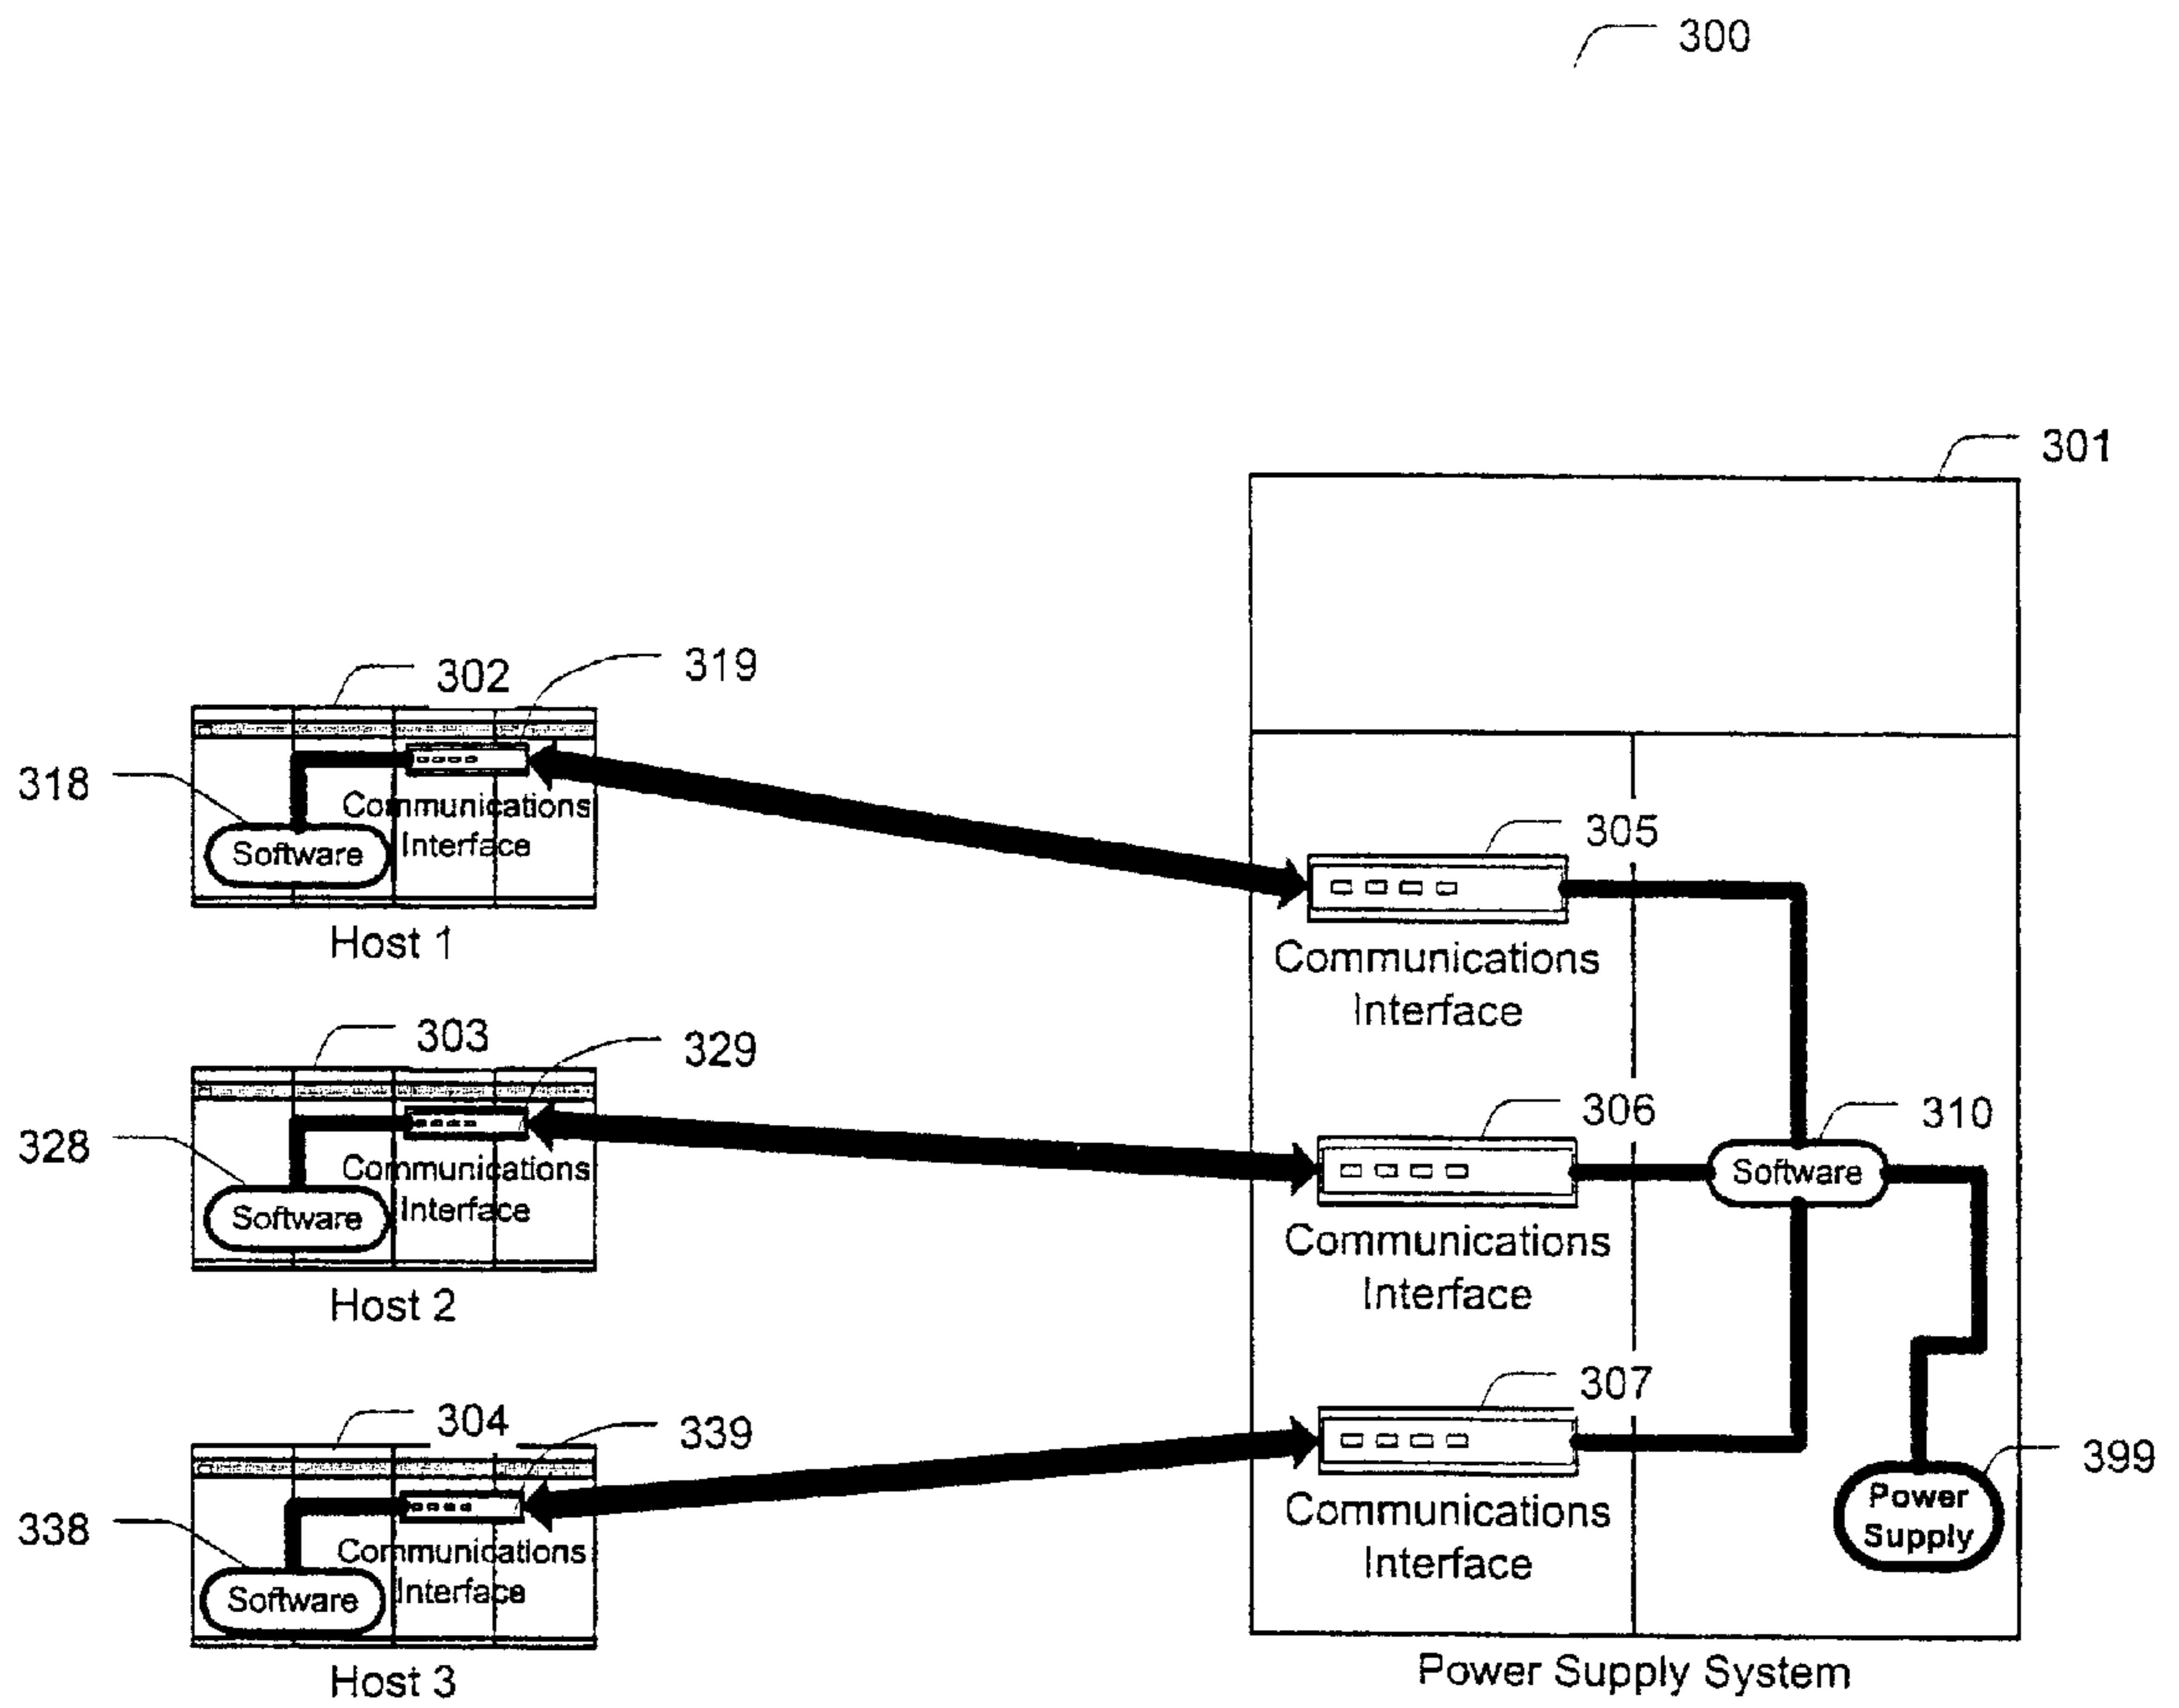 300
301
302
319
318
Communications
Interface
Software
Host 1
305
Communications
Interface
303
329
328
Communications
Interface
Software
Host 2
306
310
Software
Communications
Interface
304
339
338
Communications
Interface
Software
Host 3
307
Communications
Interface
399
Power
Supply
Power Supply System